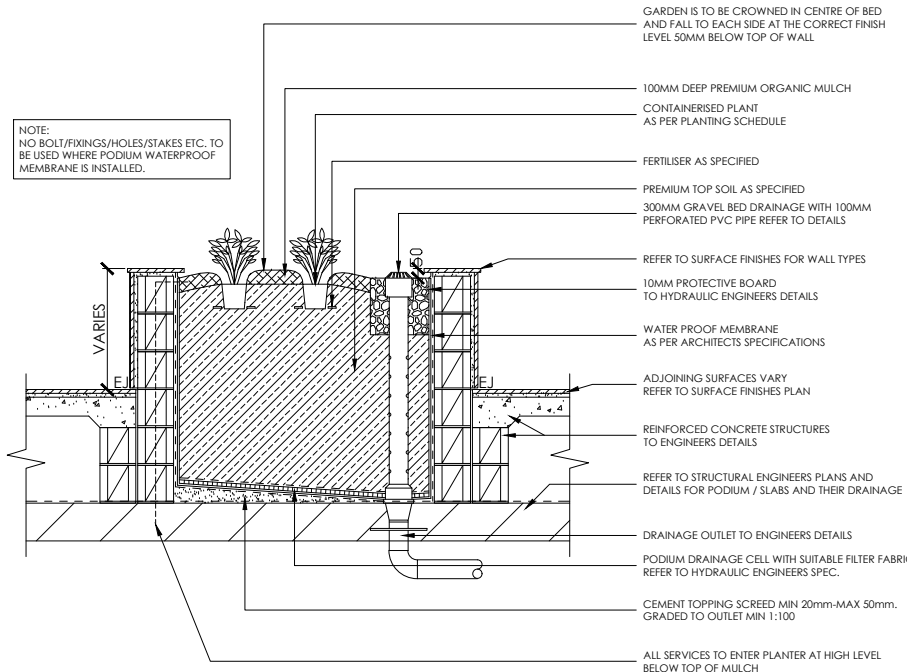 GARDEN IS TO BE CROWNED IN CENTRE OF BED
AND FALL TO EACH SIDE AT THE CORRECT FINISH
LEVEL 50MM BELOW TOP OF WALL
100MM DEEP PREMIUM ORGANIC MULCH
CONTAINERISED PLANT
AS PER PLANTING SCHEDULE
NOTE:
NO BOLT/FIXINGS/HOLES/STAKES ETC. TO
BE USED WHERE PODIUM WATERPROOF
MEMBRANE IS INSTALLED.
FERTILISER AS SPECIFIED
PREMIUM TOP SOIL AS SPECIFIED
300MM GRAVEL BED DRAINAGE WITH 100MM
PERFORATED PVC PIPE REFER TO DETAILS
50
REFER TO SURFACE FINISHES FOR WALL TYPES
10MM PROTECTIVE BOARD
TO HYDRAULIC ENGINEERS DETAILS
VARIES
WATER PROOF MEMBRANE
AS PER ARCHITECTS SPECIFICATIONS
EJ
EJ
ADJOINING SURFACES VARY
REFER TO SURFACE FINISHES PLAN
REINFORCED CONCRETE STRUCTURES
TO ENGINEERS DETAILS
REFER TO STRUCTURAL ENGINEERS PLANS AND
DETAILS FOR PODIUM / SLABS AND THEIR DRAINAGE
DRAINAGE OUTLET TO ENGINEERS DETAILS
PODIUM DRAINAGE CELL WITH SUITABLE FILTER FABRIC
REFER TO HYDRAULIC ENGINEERS SPEC.
CEMENT TOPPING SCREED MIN 20mm-MAX 50mm.
GRADED TO OUTLET MIN 1:100
ALL SERVICES TO ENTER PLANTER AT HIGH LEVEL
BELOW TOP OF MULCH